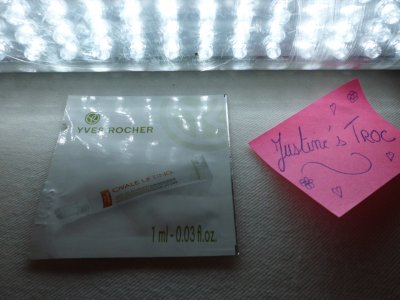 YVES ROCHER
OVALE LIFTING
1 ml - 0.03 fl.oz.
Justine's Troc